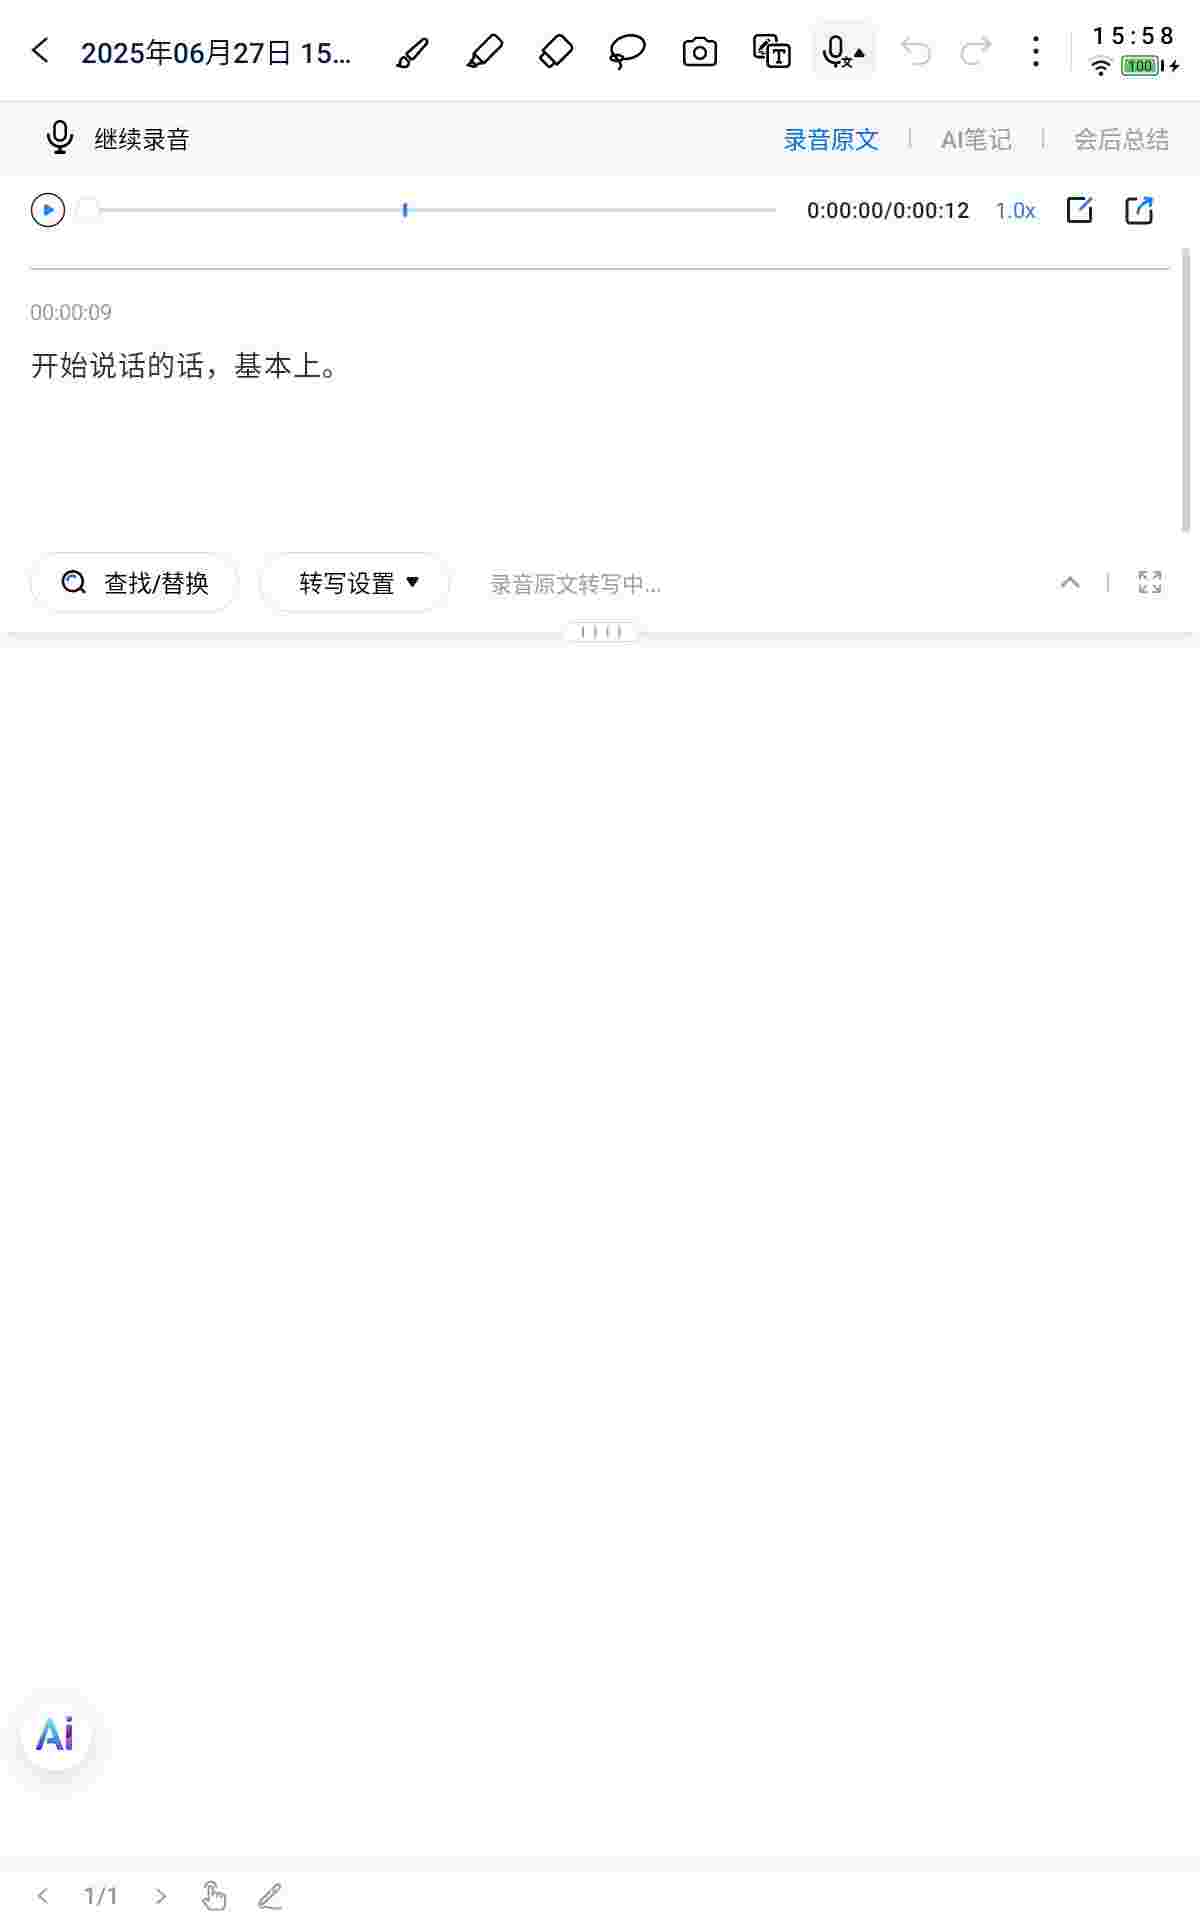 2025年06月27日 15...
15:58
100
继续录音
录音原文
AI笔记
会后总结
0:00:00/0:00:12
1.0x
00:00:09
开始说话的话，基本上。
查找/替换
转写设置
录音原文转写中...
Ai
1/1